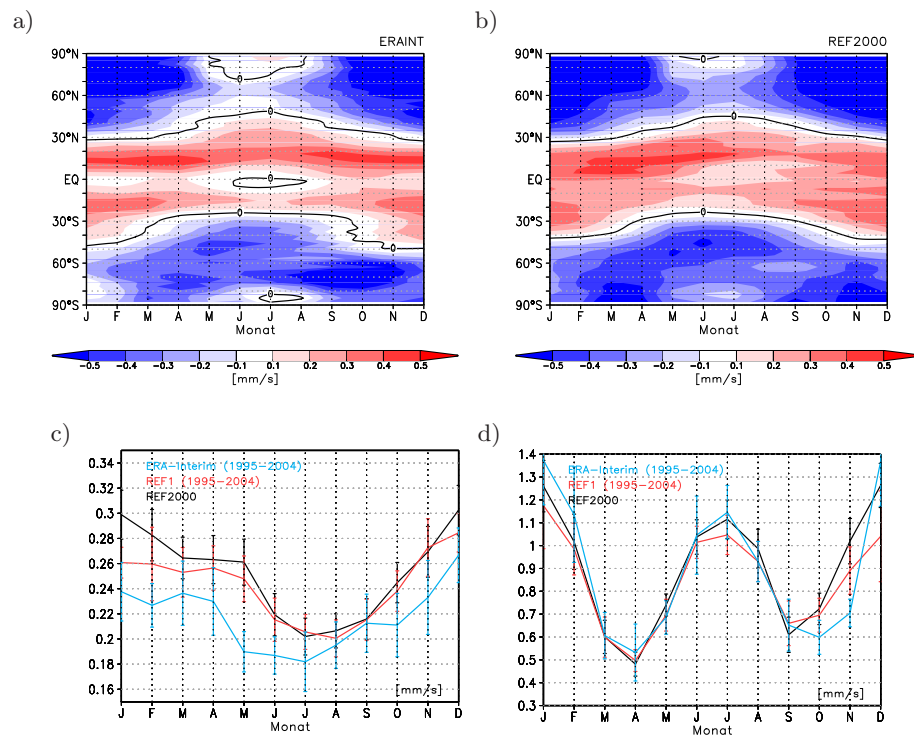 a)
ERAINT
90°N
60°N
30°N
EQ
30°S
60°S
90°S
0
0
0
0
0
0
J F M A M J J A S O N D
Monat
-0.5 -0.3 -0.1 0.1 0.2 0.3 0.4 0.5
[mm/s]
b)
REF2000
90°N
60°N
30°N
EQ
30°S
60°S
90°S
0
0
0
J F M A M J J A S O N D
Monat
-0.5 -0.4 -0.3 -0.2 -0.1 0.1 0.2 0.3 0.4 0.5
[mm/s]
c)
ERA-Interim (1995-2004)
REF1 (1995-2004)
REF2000
0.34
0.32
0.3
0.28
0.26
0.24
0.22
0.2
0.18
0.16
[mm/s]
J F M A M J J A S O N D
Monat
d)
ERA-Interim (1995-2004)
REF1 (1995-2004)
REF2000
1.4
1.3
1.2
1.1
1
0.9
0.8
0.7
0.6
0.5
0.4
0.3
[mm/s]
J F M A M J J A S O N D
Monat